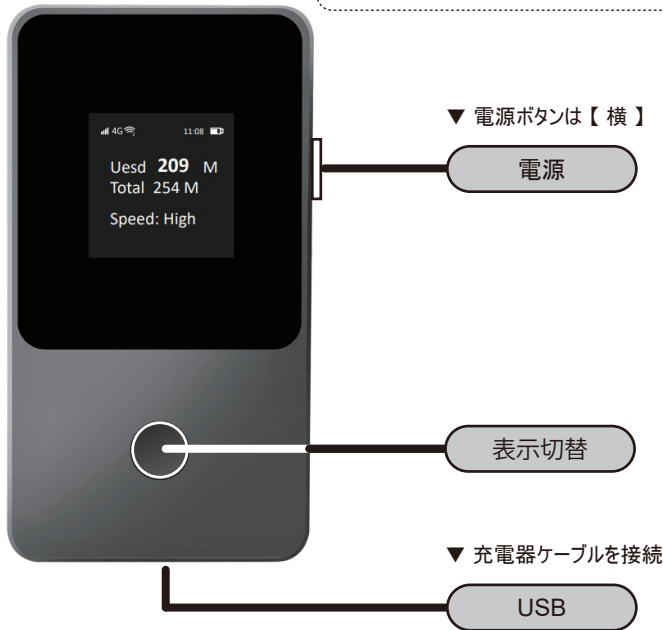 4G 11:08
Uesd 209 M
Total 254 M
Speed: High
▼ 電源ボタンは【 横 】
電源
表示切替
▼ 充電器ケーブルを接続
USB